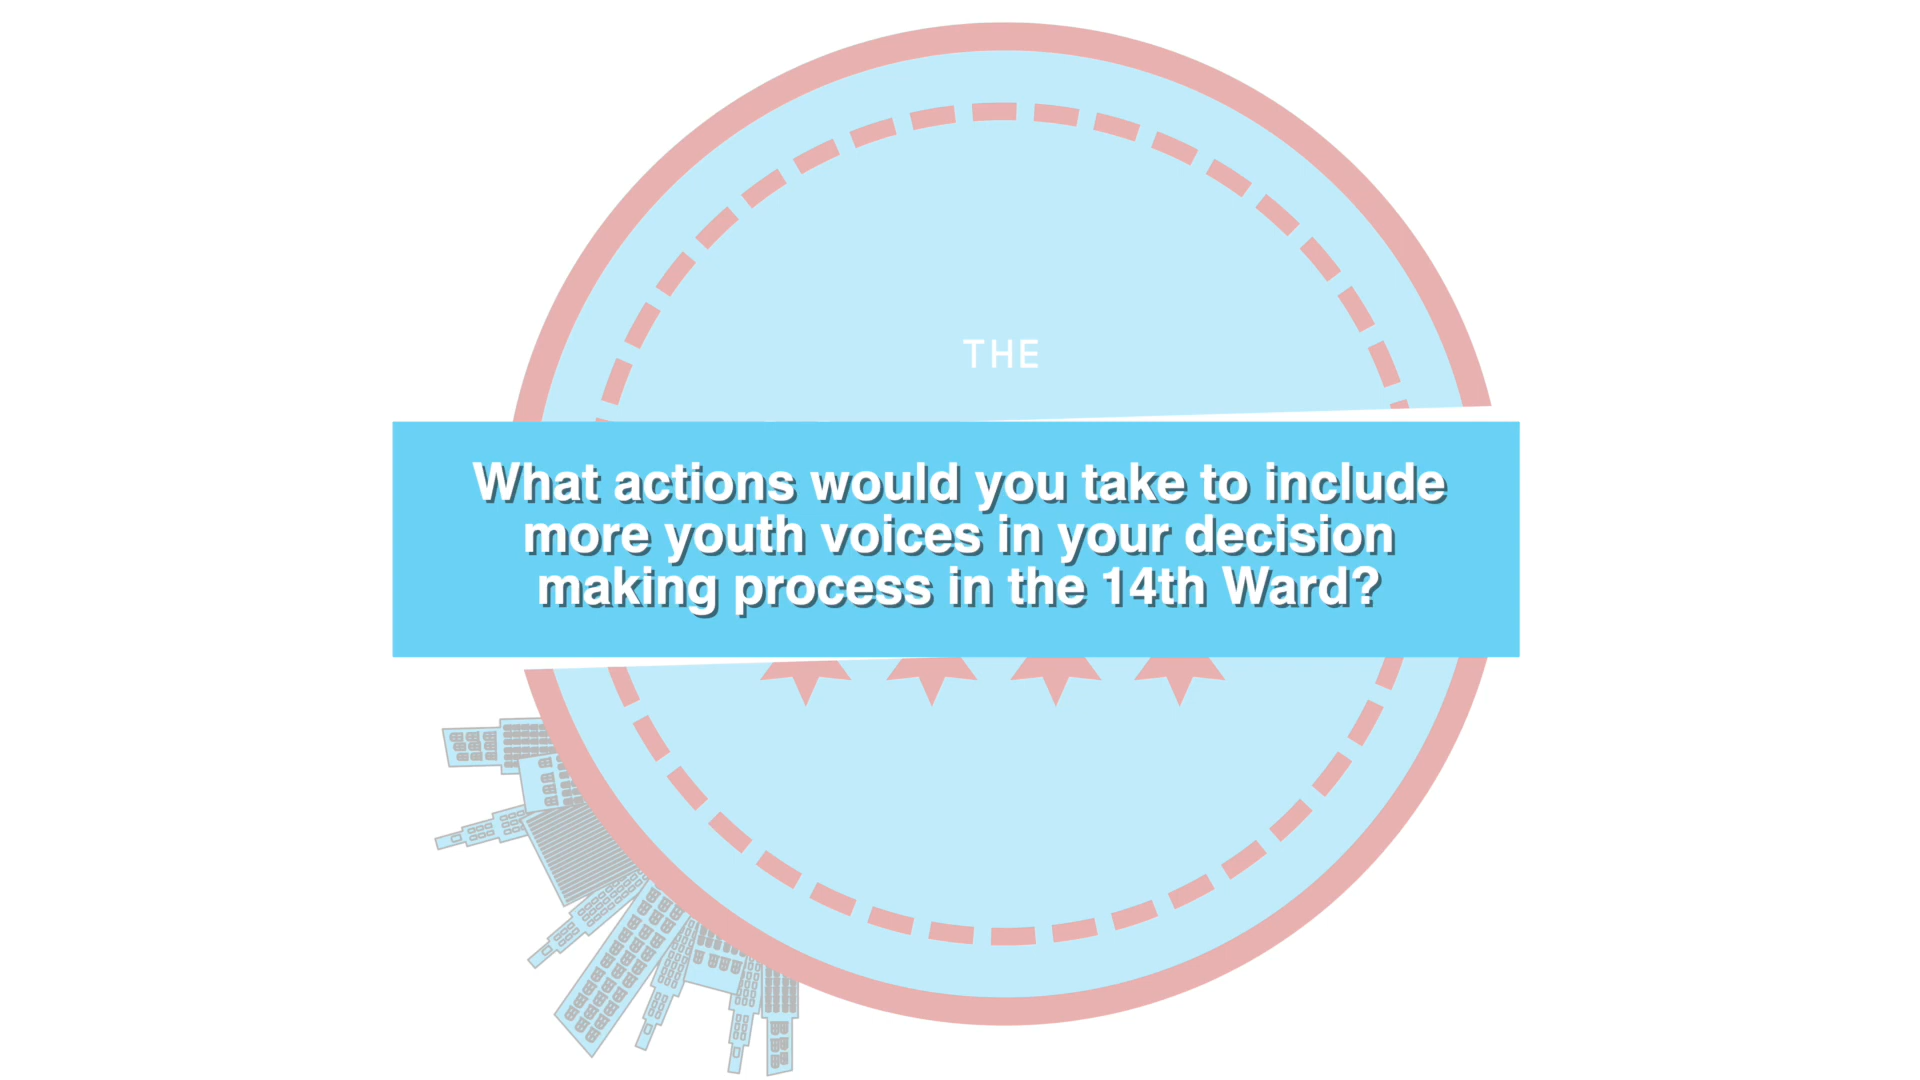 THE
What actions would you take to include
more youth voices in your decision
making process in the 14th Ward?